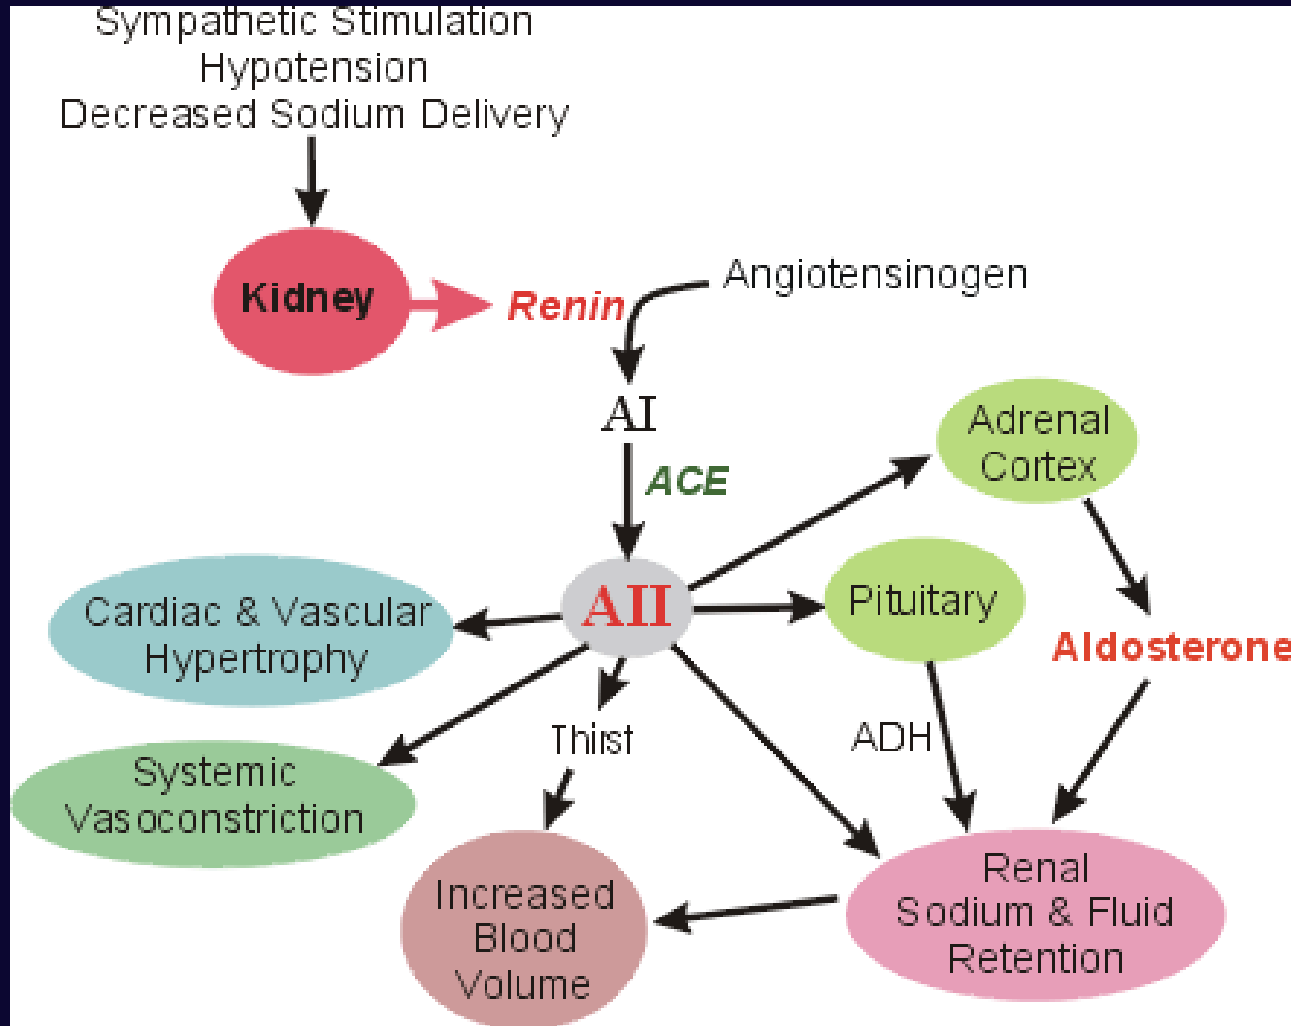 Sympathetic Stimulation
Hypotension
Decreased Sodium Delivery
Kidney
Renin
Angiotensinogen
AI
ACE
Adrenal
Cortex
AII
Pituitary
Cardiac & Vascular
Hypertrophy
Aldosterone
Thirst
ADH
Systemic
Vasoconstriction
Increased
Blood
Volume
Renal
Sodium & Fluid
Retention